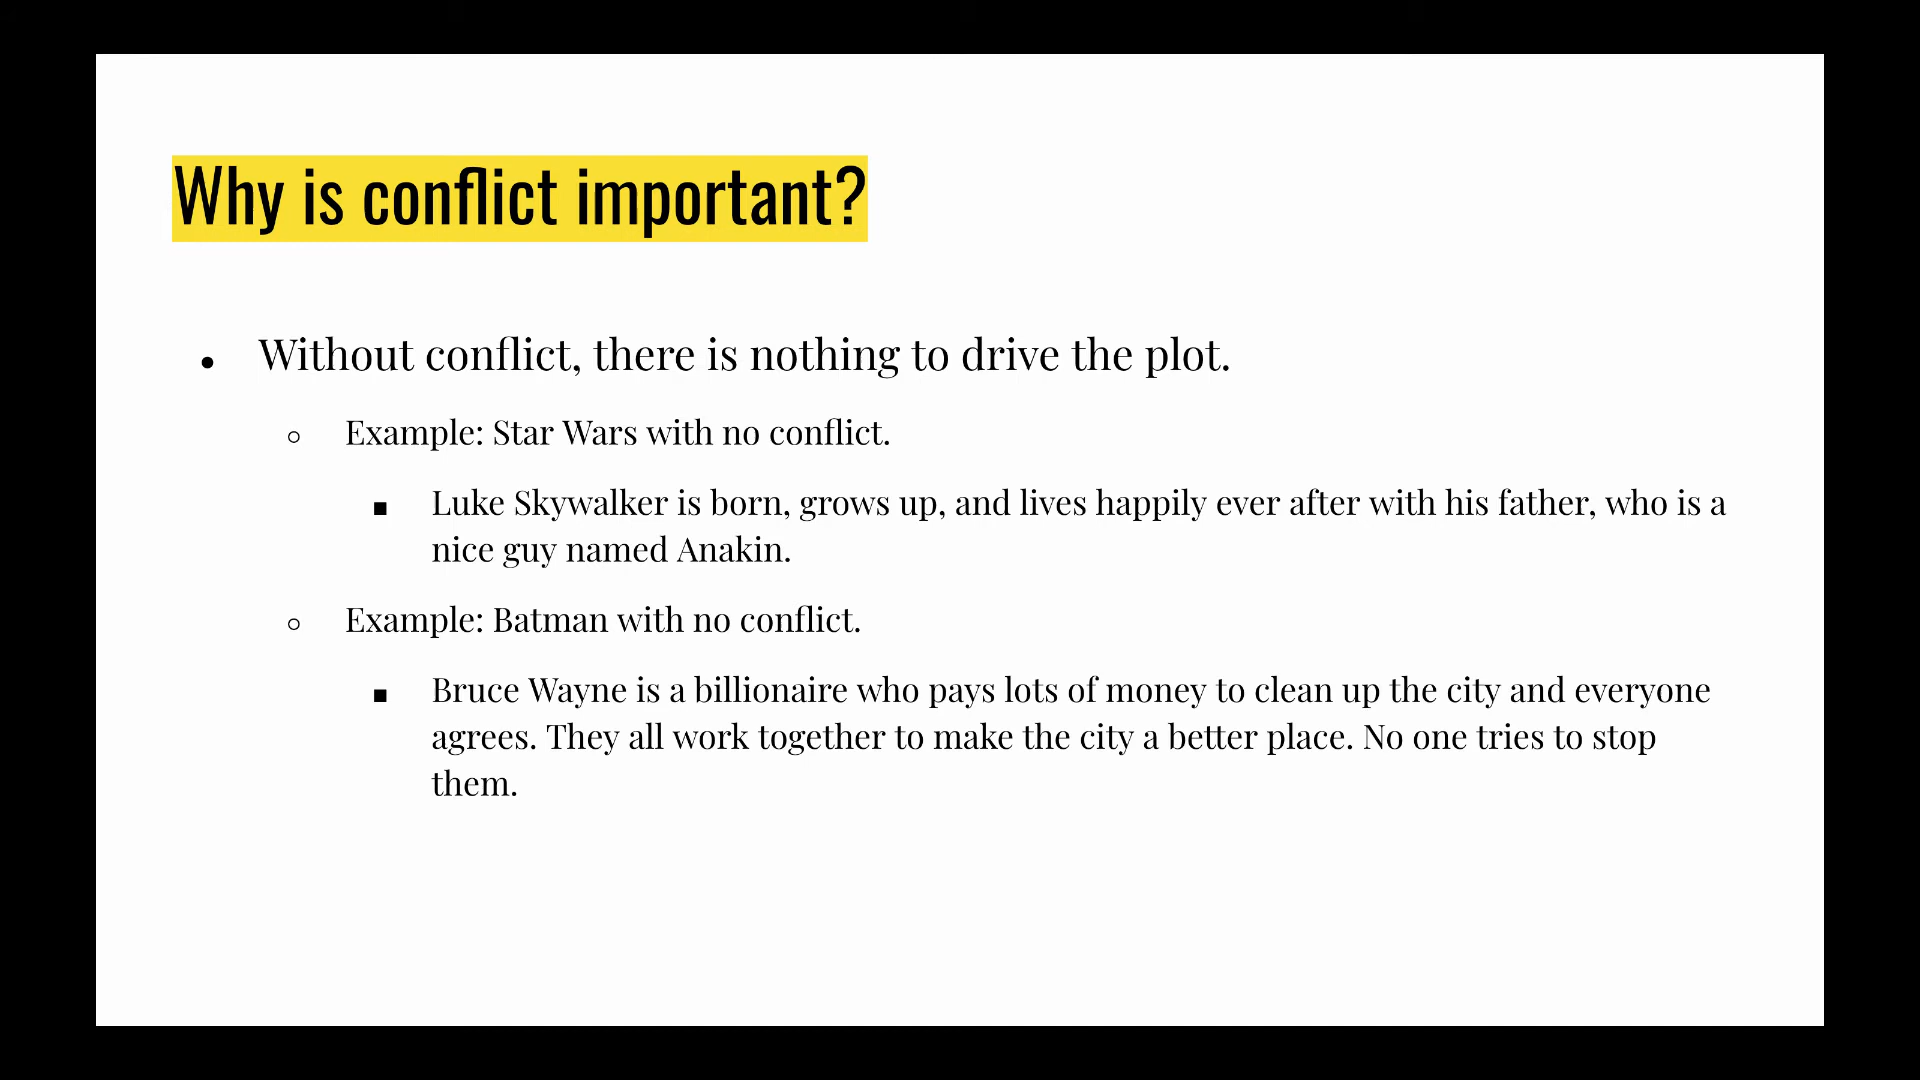 Why is conflict important?
● Without conflict, there is nothing to drive the plot.
○ Example: Star Wars with no conflict.
■ Luke Skywalker is born, grows up, and lives happily ever after with his father, who is a
nice guy named Anakin.
○ Example: Batman with no conflict.
■ Bruce Wayne is a billionaire who pays lots of money to clean up the city and everyone
agrees. They all work together to make the city a better place. No one tries to stop
them.